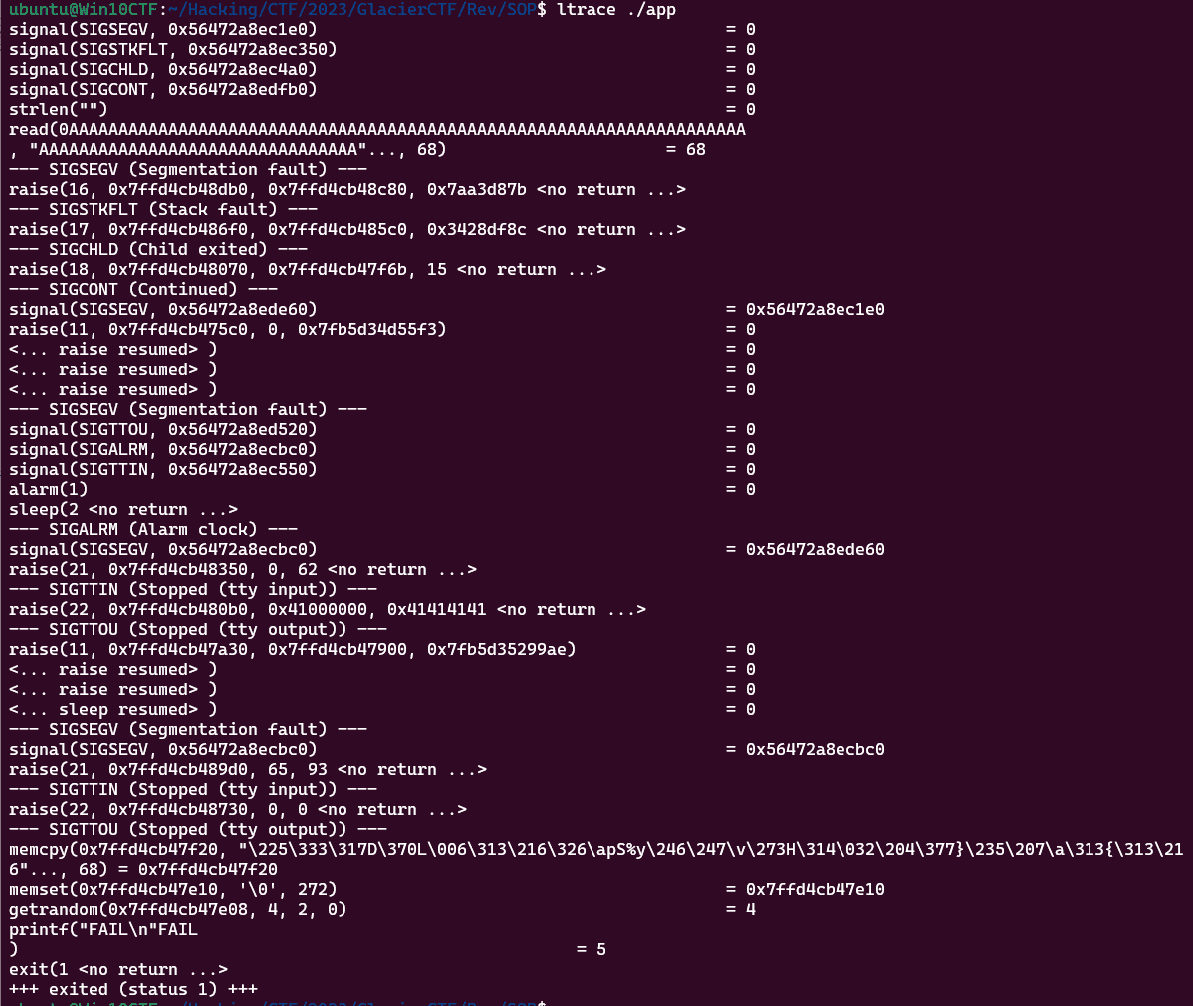 ubuntu@Win10CTF:~/Hacking/CTF/2023/GlacierCTF/Rev/SOP$ ltrace ./app
signal(SIGSEGV, 0x56472a8ec1e0) = 0
signal(SIGSTKFLT, 0x56472a8ec350) = 0
signal(SIGCHLD, 0x56472a8ec4a0) = 0
signal(SIGCONT, 0x56472a8edfb0) = 0
strlen("") = 0
read(0AAAAAAAAAAAAAAAAAAAAAAAAAAAAAAAAAAAAAAAAAAAAAAAAAAAAAAAAAAAAAAAAAAAA
, "AAAAAAAAAAAAAAAAAAAAAAAAAAAAAAAA"..., 68) = 68
--- SIGSEGV (Segmentation fault) ---
raise(16, 0x7ffd4cb48db0, 0x7ffd4cb48c80, 0x7aa3d87b <no return ...>
--- SIGSTKFLT (Stack fault) ---
raise(17, 0x7ffd4cb486f0, 0x7ffd4cb485c0, 0x3428df8c <no return ...>
--- SIGCHLD (Child exited) ---
raise(18, 0x7ffd4cb48070, 0x7ffd4cb47f6b, 15 <no return ...>
--- SIGCONT (Continued) ---
signal(SIGSEGV, 0x56472a8ede60) = 0x56472a8ec1e0
raise(11, 0x7ffd4cb475c0, 0, 0x7fb5d34d55f3) = 0
<... raise resumed> ) = 0
<... raise resumed> ) = 0
<... raise resumed> ) = 0
--- SIGSEGV (Segmentation fault) ---
signal(SIGTTOU, 0x56472a8ed520) = 0
signal(SIGALRM, 0x56472a8ecbc0) = 0
signal(SIGTTIN, 0x56472a8ec550) = 0
alarm(1) = 0
sleep(2 <no return ...>
--- SIGALRM (Alarm clock) ---
signal(SIGSEGV, 0x56472a8ecbc0) = 0x56472a8ede60
raise(21, 0x7ffd4cb48350, 0, 62 <no return ...>
--- SIGTTIN (Stopped (tty input)) ---
raise(22, 0x7ffd4cb480b0, 0x41000000, 0x41414141 <no return ...>
--- SIGTTOU (Stopped (tty output)) ---
raise(11, 0x7ffd4cb47a30, 0x7ffd4cb47900, 0x7fb5d35299ae) = 0
<... raise resumed> ) = 0
<... raise resumed> ) = 0
<... sleep resumed> ) = 0
--- SIGSEGV (Segmentation fault) ---
signal(SIGSEGV, 0x56472a8ecbc0) = 0x56472a8ecbc0
raise(21, 0x7ffd4cb489d0, 65, 93 <no return ...>
--- SIGTTIN (Stopped (tty input)) ---
raise(22, 0x7ffd4cb48730, 0, 0 <no return ...>
--- SIGTTOU (Stopped (tty output)) ---
memcpy(0x7ffd4cb47f20, "\225\333\317D\370L\006\313\216\326\apS%y\246\247\v\273H\314\032\204\377}\235\207\a\313{\313\21
6"..., 68) = 0x7ffd4cb47f20
memset(0x7ffd4cb47e10, '\0', 272) = 0x7ffd4cb47e10
getrandom(0x7ffd4cb47e08, 4, 2, 0) = 4
printf("FAIL\n"FAIL
) = 5
exit(1 <no return ...>
+++ exited (status 1) +++
ubuntu@Win10CTF:~/Hacking/CTF/2023/GlacierCTF/Rev/SOP$